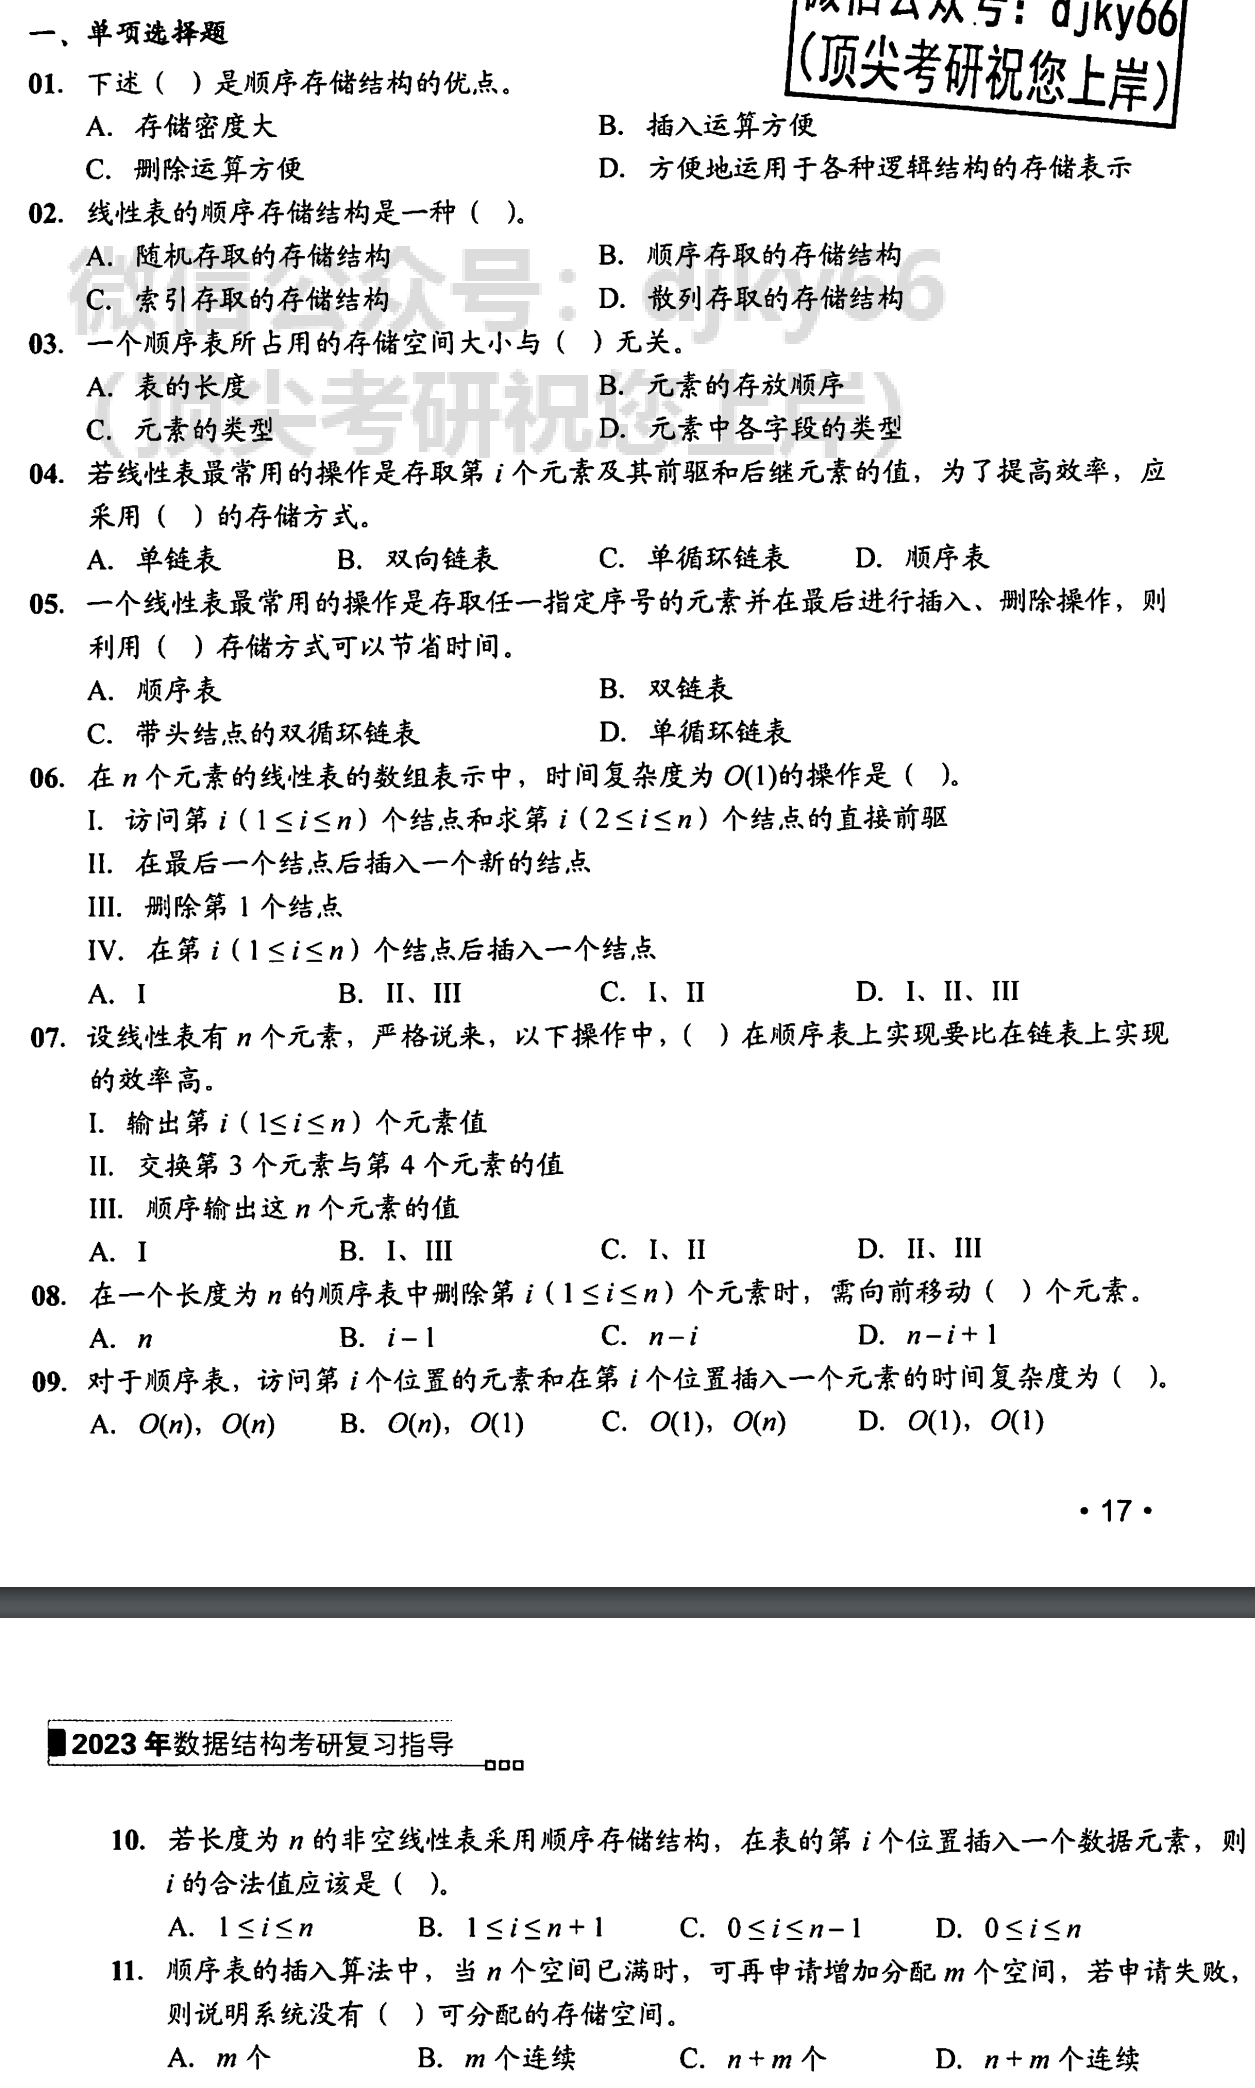 微信公众号：djky66
（顶尖考研祝您上岸）
一、单项选择题
01. 下述（ ）是顺序存储结构的优点。
A. 存储密度大 B. 插入运算方便
C. 删除运算方便 D. 方便地运用于各种逻辑结构的存储表示
02. 线性表的顺序存储结构是一种（ ）。
A. 随机存取的存储结构 B. 顺序存取的存储结构
C. 索引存取的存储结构 D. 散列存取的存储结构
微信公众号：djky66
03. 一个顺序表所占用的存储空间大小与（ ）无关。
A. 表的长度 B. 元素的存放顺序
C. 元素的类型 D. 元素中各字段的类型
（顶尖考研祝您上岸）
04. 若线性表最常用的操作是存取第 i 个元素及其前驱和后继元素的值，为了提高效率，应
采用（ ）的存储方式。
A. 单链表 B. 双向链表 C. 单循环链表 D. 顺序表
05. 一个线性表最常用的操作是存取任一指定序号的元素并在最后进行插入、删除操作，则
利用（ ）存储方式可以节省时间。
A. 顺序表 B. 双链表
C. 带头结点的双循环链表 D. 单循环链表
06. 在 n 个元素的线性表的数组表示中，时间复杂度为 O(1)的操作是（ ）。
I. 访问第 i（1≤i≤n）个结点和求第 i（2≤i≤n）个结点的直接前驱
II. 在最后一个结点后插入一个新的结点
III. 删除第 1 个结点
IV. 在第 i（1≤i≤n）个结点后插入一个结点
A. I B. II、III C. I、II D. I、II、III
07. 设线性表有 n 个元素，严格说来，以下操作中，（ ）在顺序表上实现要比在链表上实现
的效率高。
I. 输出第 i（1≤i≤n）个元素值
II. 交换第 3 个元素与第 4 个元素的值
III. 顺序输出这 n 个元素的值
A. I B. I、III C. I、II D. II、III
08. 在一个长度为 n 的顺序表中删除第 i（1≤i≤n）个元素时，需向前移动（ ）个元素。
A. n B. i－1 C. n－i D. n－i＋1
09. 对于顺序表，访问第 i 个位置的元素和在第 i 个位置插入一个元素的时间复杂度为（ ）。
A. O(n)，O(n) B. O(n)，O(1) C. O(1)，O(n) D. O(1)，O(1)
• 17 •
2023 年数据结构考研复习指导
10. 若长度为 n 的非空线性表采用顺序存储结构，在表的第 i 个位置插入一个数据元素，则
i 的合法值应该是（ ）。
A. 1≤i≤n B. 1≤i≤n＋1 C. 0≤i≤n－1 D. 0≤i≤n
11. 顺序表的插入算法中，当 n 个空间已满时，可再申请增加分配 m 个空间，若申请失败，
则说明系统没有（ ）可分配的存储空间。
A. m 个 B. m 个连续 C. n＋m 个 D. n＋m 个连续